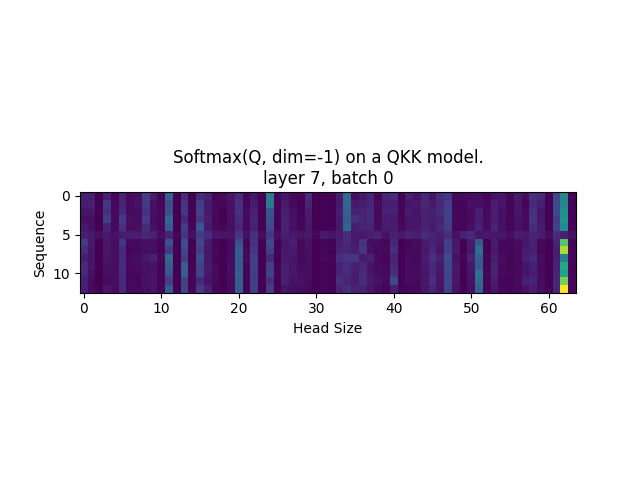 Softmax(Q, dim=-1) on a QKK model.
layer 7, batch 0
0
5
10
Sequence
0 10 20 30 40 50 60
Head Size